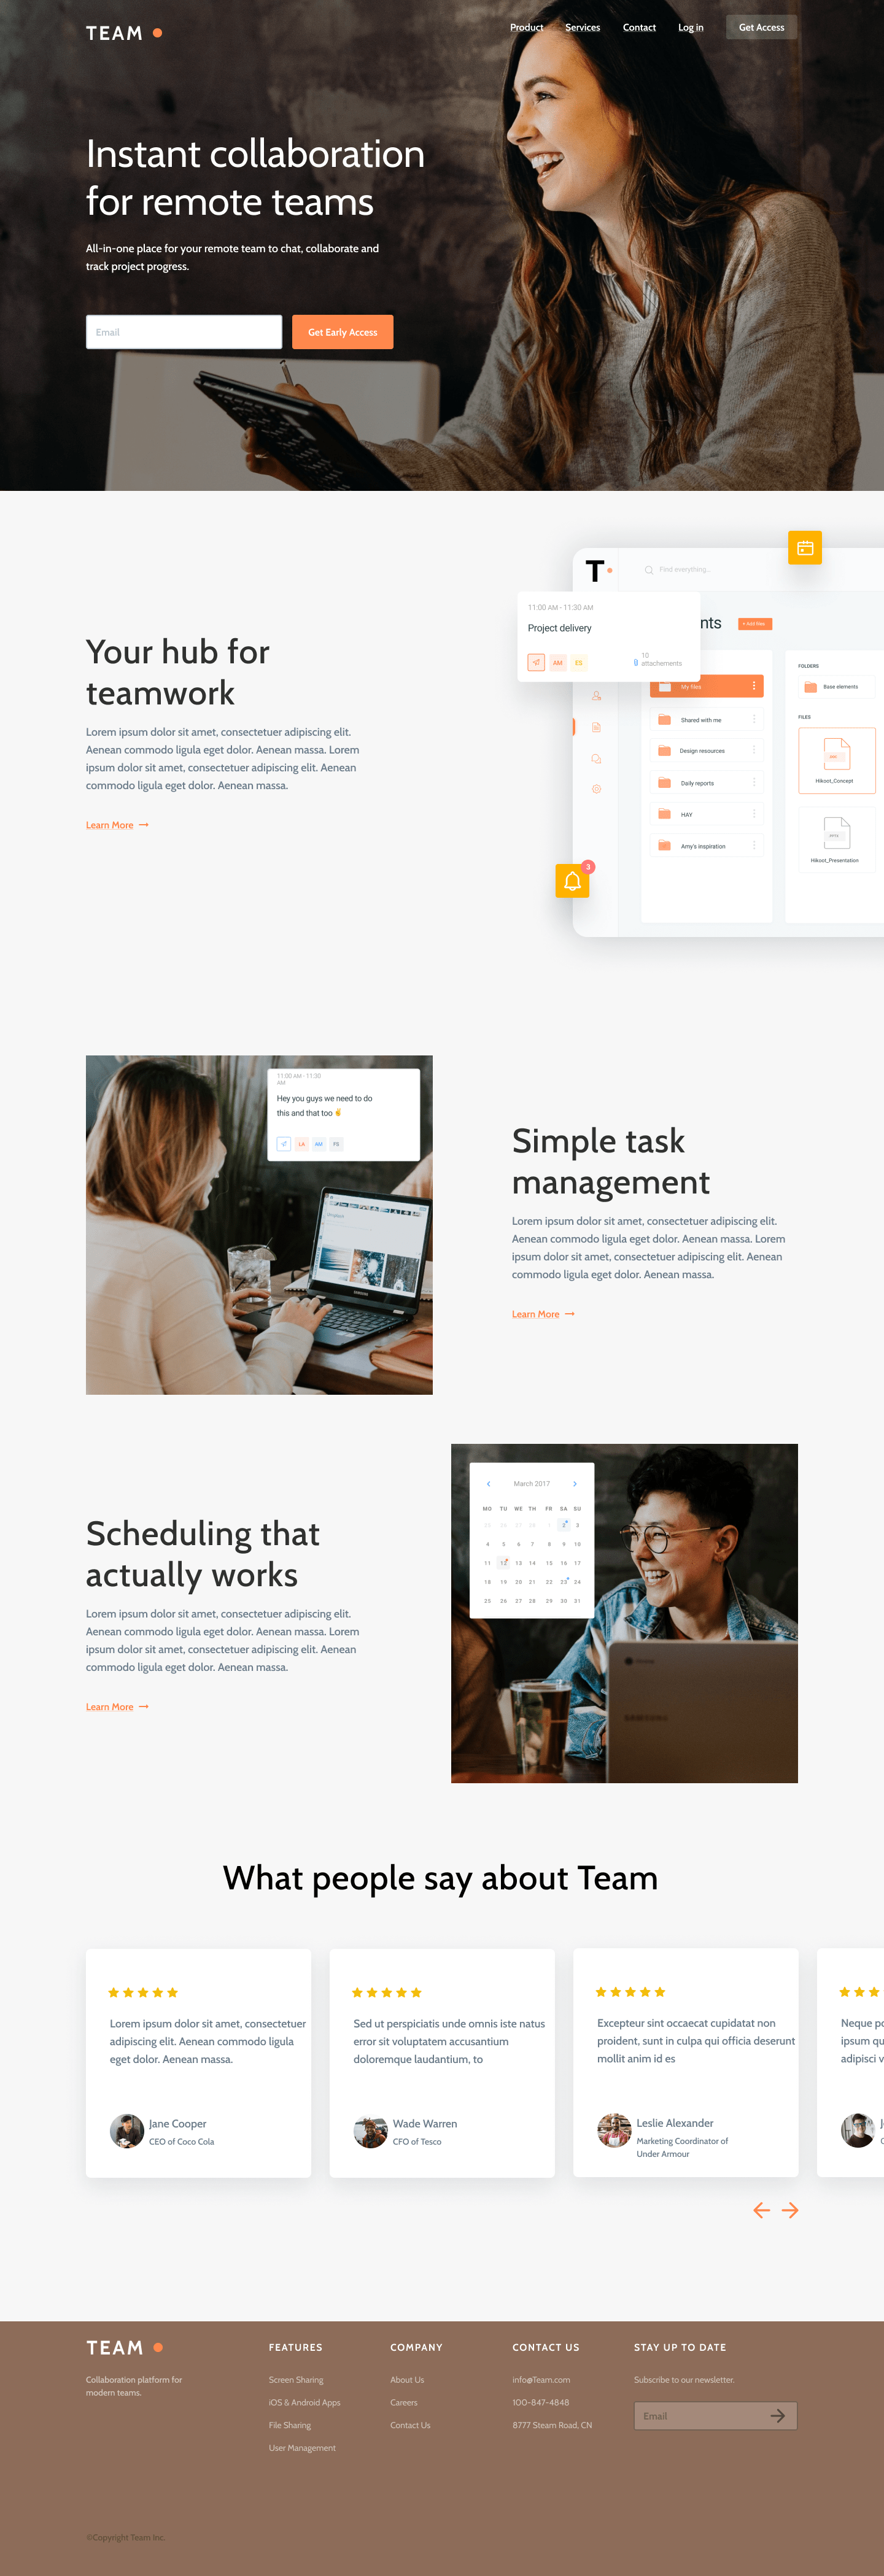 TEAM
Product Services Contact Log in Get Access
Instant collaboration
for remote teams
All-in-one place for your remote team to chat, collaborate and
track project progress.
Email
Get Early Access
Your hub for
teamwork
Lorem ipsum dolor sit amet, consectetuer adipiscing elit.
Aenean commodo ligula eget dolor. Aenean massa. Lorem
ipsum dolor sit amet, consectetuer adipiscing elit. Aenean
commodo ligula eget dolor. Aenean massa.
Learn More
T
Find everything...
11:00 AM - 11:30 AM
Project delivery
AM ES
10
attachements
nts
+ Add files
My files
Shared with me
Design resources
Daily reports
HAY
Amy's inspiration
FOLDERS
Base elements
FILES
Hikoot_Concept
PPTX
Hikoot_Presentation
3
11:00 AM - 11:30
AM
Hey you guys we need to do
this and that too ✌
LA AM FS
Simple task
management
Lorem ipsum dolor sit amet, consectetuer adipiscing elit.
Aenean commodo ligula eget dolor. Aenean massa. Lorem
ipsum dolor sit amet, consectetuer adipiscing elit. Aenean
commodo ligula eget dolor. Aenean massa.
Learn More
Scheduling that
actually works
Lorem ipsum dolor sit amet, consectetuer adipiscing elit.
Aenean commodo ligula eget dolor. Aenean massa. Lorem
ipsum dolor sit amet, consectetuer adipiscing elit. Aenean
commodo ligula eget dolor. Aenean massa.
Learn More
March 2017
MO TU WE TH FR SA SU
25 26 27 28 1 2 3
4 5 6 7 8 9 10
11 12 13 14 15 16 17
18 19 20 21 22 23 24
25 26 27 28 29 30 31
SAMSUNG
What people say about Team
Lorem ipsum dolor sit amet, consectetuer
adipiscing elit. Aenean commodo ligula
eget dolor. Aenean massa.
Jane Cooper
CEO of Coco Cola
Sed ut perspiciatis unde omnis iste natus
error sit voluptatem accusantium
doloremque laudantium, to
Wade Warren
CFO of Tesco
Excepteur sint occaecat cupidatat non
proident, sunt in culpa qui officia deserunt
mollit anim id es
Leslie Alexander
Marketing Coordinator of
Under Armour
Neque po
ipsum qu
adipisci v
TEAM
Collaboration platform for
modern teams.
FEATURES
Screen Sharing
iOS & Android Apps
File Sharing
User Management
COMPANY
About Us
Careers
Contact Us
CONTACT US
info@Team.com
100-847-4848
8777 Steam Road, CN
STAY UP TO DATE
Subscribe to our newsletter.
Email
©Copyright Team Inc.